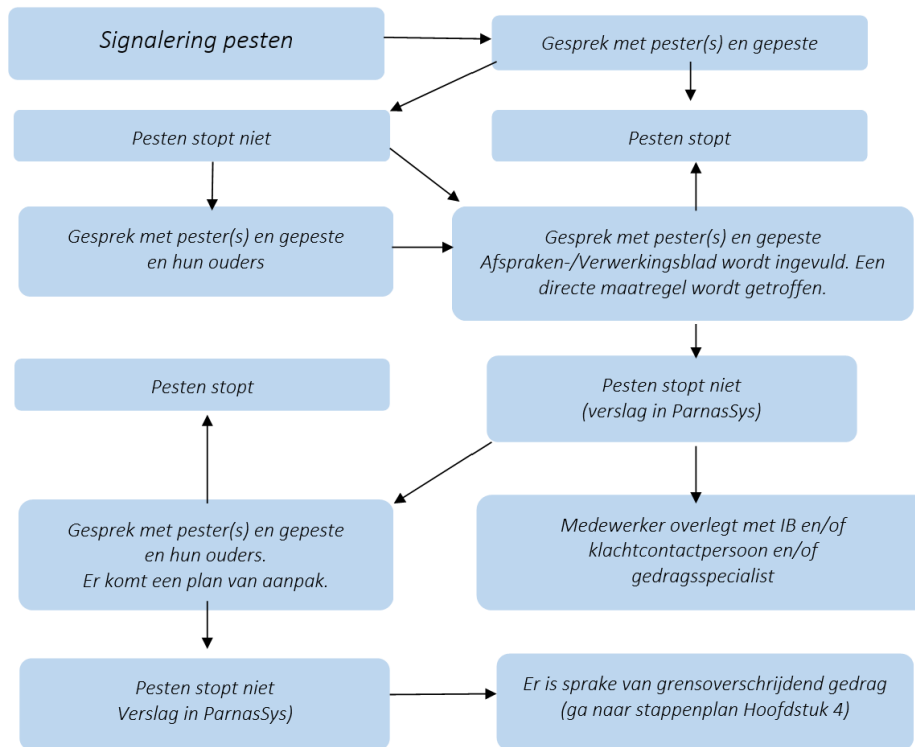 Signalering pesten
Gesprek met pester(s) en gepeste
Pesten stopt niet
Pesten stopt
Gesprek met pester(s) en gepeste
en hun ouders
Gesprek met pester(s) en gepeste
Afspraken-/Verwerkingsblad wordt ingevuld. Een
directe maatregel wordt getroffen.
Pesten stopt
Pesten stopt niet
(verslag in ParnasSys)
Gesprek met pester(s) en gepeste
en hun ouders.
Er komt een plan van aanpak.
Medewerker overlegt met IB en/of
klachtcontactpersoon en/of
gedragsspecialist
Pesten stopt niet
Verslag in ParnasSys)
Er is sprake van grensoverschrijdend gedrag
(ga naar stappenplan Hoofdstuk 4)